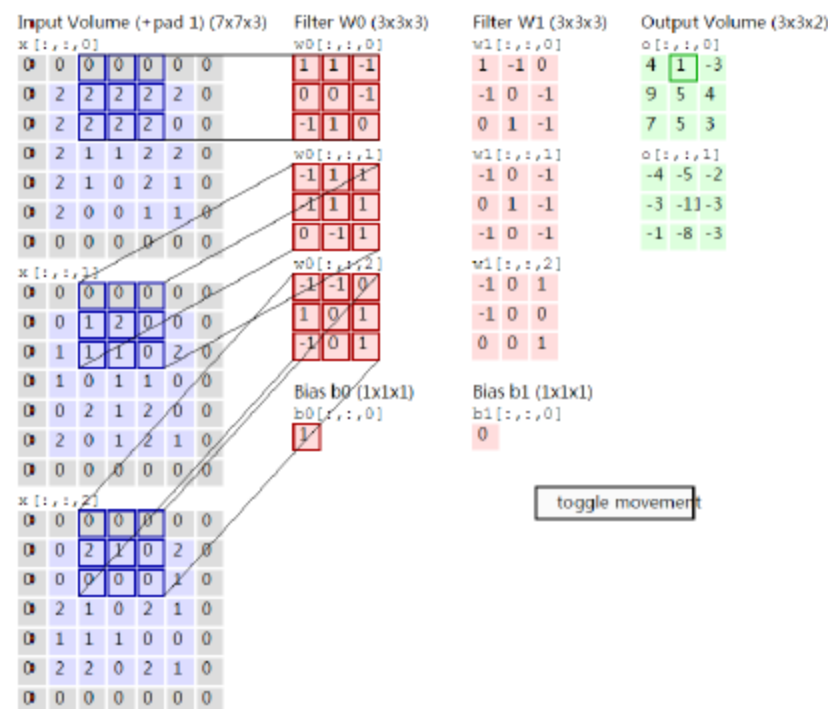 Input Volume (+pad 1) (7x7x3)
x[:,:,0]
0 0 0 0 0 0 0
0 2 2 2 2 2 0
0 2 2 2 2 0 0
0 2 1 1 2 2 0
0 2 1 0 2 1 0
0 2 0 0 1 1 0
0 0 0 0 0 0 0
x[:,:,1]
0 0 0 0 0 0 0
0 0 1 2 0 0 0
0 1 1 1 0 2 0
0 1 0 1 1 0 0
0 0 2 1 2 0 0
0 2 0 1 2 1 0
0 0 0 0 0 0 0
x[:,:,2]
0 0 0 0 0 0 0
0 0 2 1 0 2 0
0 0 0 0 0 1 0
0 2 1 0 2 1 0
0 1 1 1 0 0 0
0 2 2 0 2 1 0
0 0 0 0 0 0 0
Filter W0 (3x3x3)
w0[:,:,0]
1 1 -1
0 0 -1
-1 1 0
w0[:,:,1]
-1 1 1
-1 1 1
0 -1 1
w0[:,:,2]
-1 -1 0
1 0 1
-1 0 1
Bias b0 (1x1x1)
b0[:,:,0]
1
Filter W1 (3x3x3)
w1[:,:,0]
1 -1 0
-1 0 -1
0 1 -1
w1[:,:,1]
-1 0 -1
0 1 -1
-1 0 -1
w1[:,:,2]
-1 0 1
-1 0 0
0 0 1
Bias b1 (1x1x1)
b1[:,:,0]
0
Output Volume (3x3x2)
o[:,:,0]
4 1 -3
9 5 4
7 5 3
o[:,:,1]
-4 -5 -2
-3 -11 -3
-1 -8 -3
toggle movement